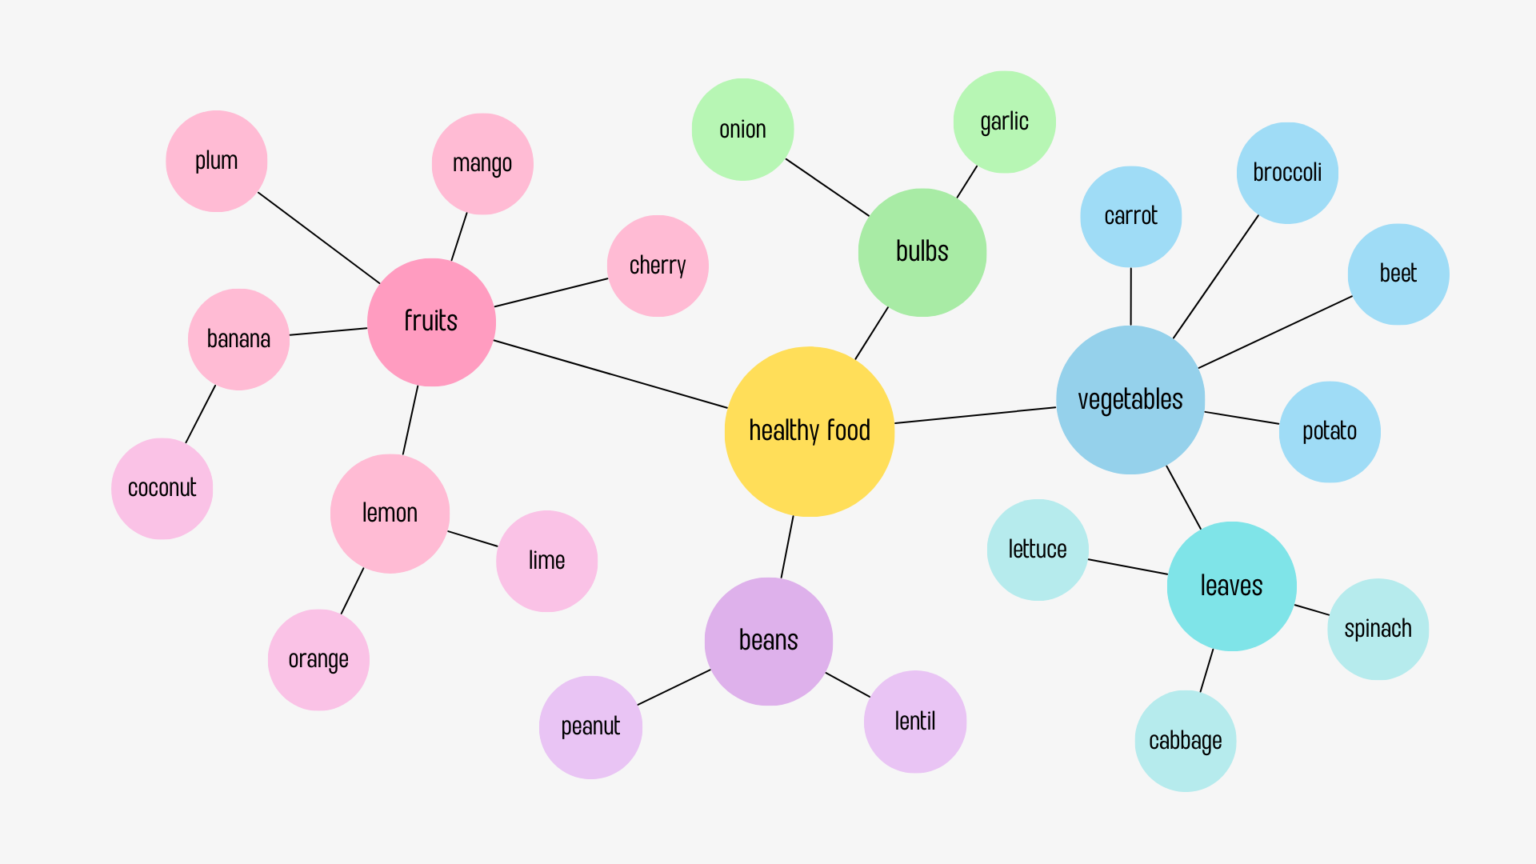 plum
mango
cherry
fruits
banana
coconut
lemon
lime
orange
onion
garlic
bulbs
healthy food
beans
peanut
lentil
carrot
broccoli
beet
vegetables
potato
lettuce
leaves
spinach
cabbage